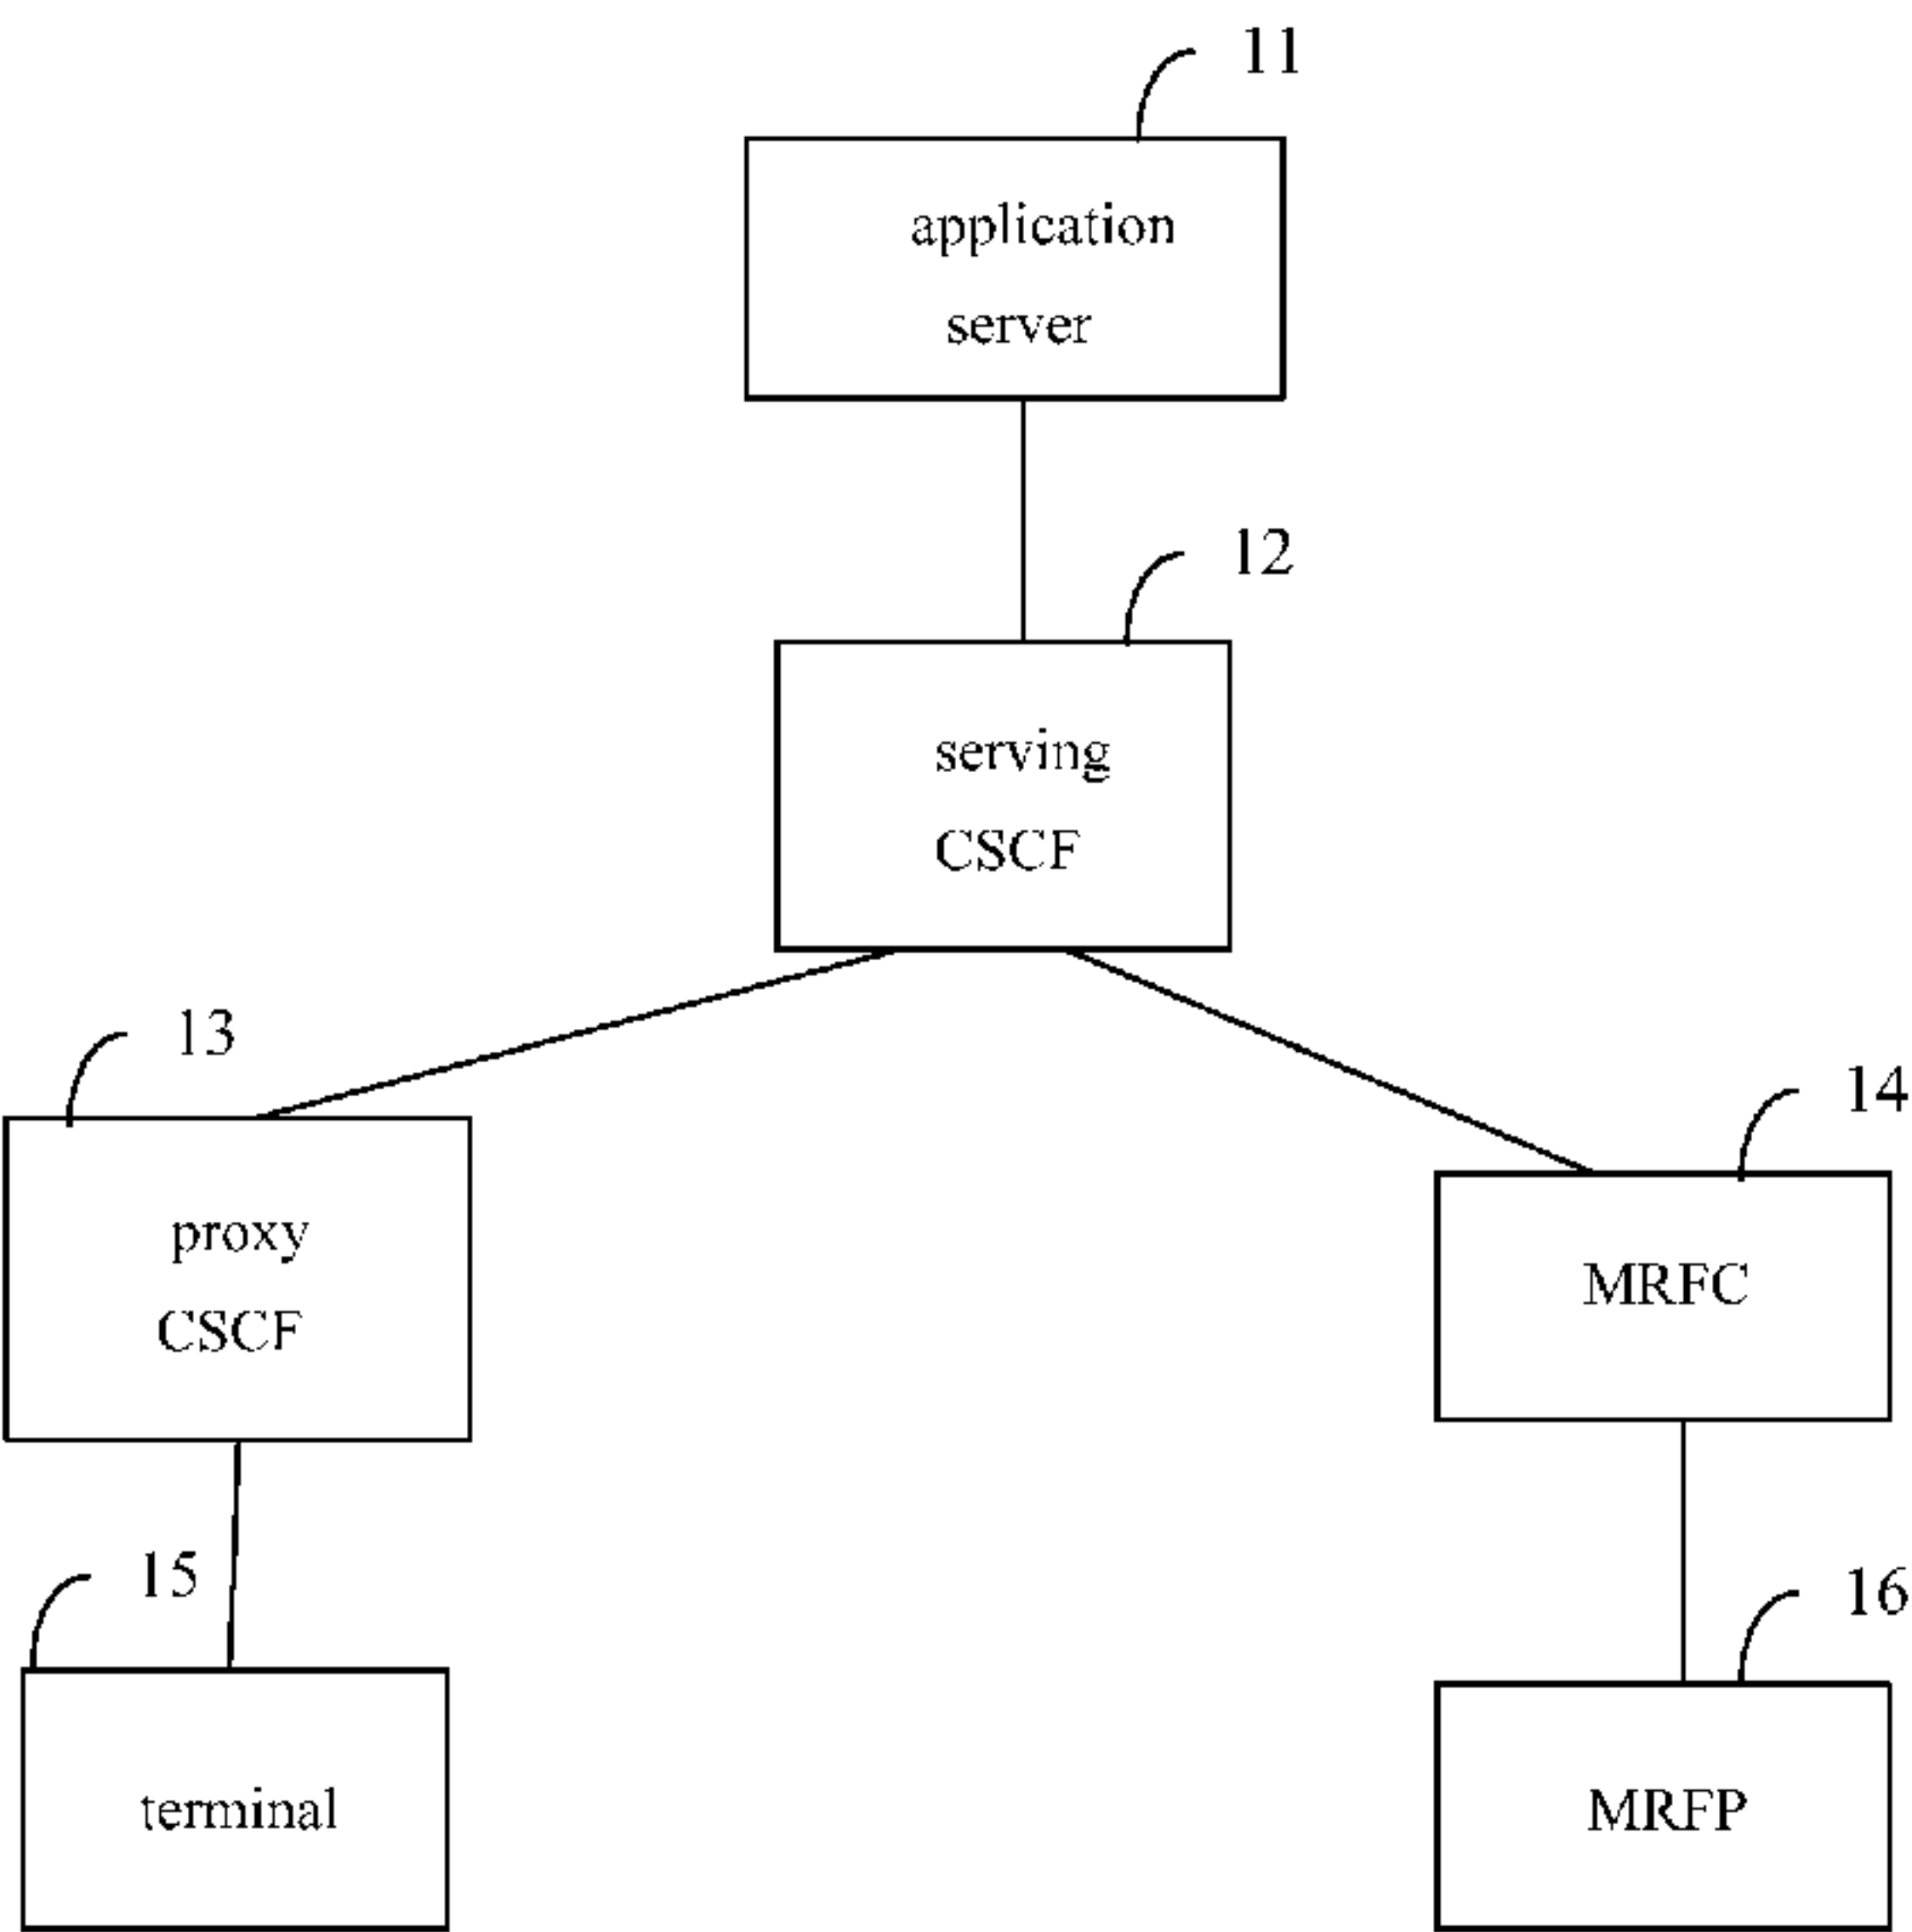 11
application
server
12
serving
CSCF
13
proxy
CSCF
14
MRFC
15
terminal
16
MRFP